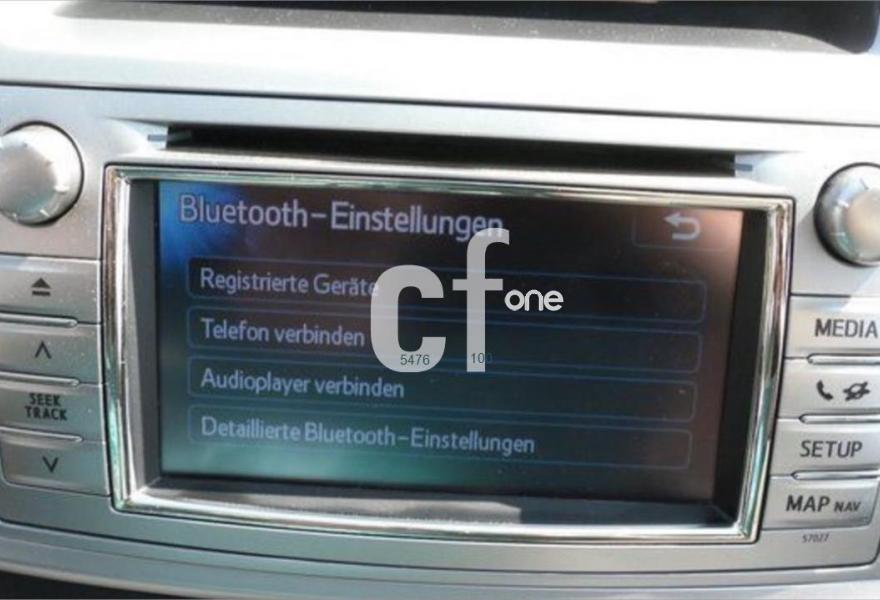 Bluetooth-Einstellungen
Registrierte Geräte
Telefon verbinden
Audioplayer verbinden
Detaillierte Bluetooth-Einstellungen
cf one
5476 100
SEEK
TRACK
MEDIA
SETUP
MAP NAV
57027